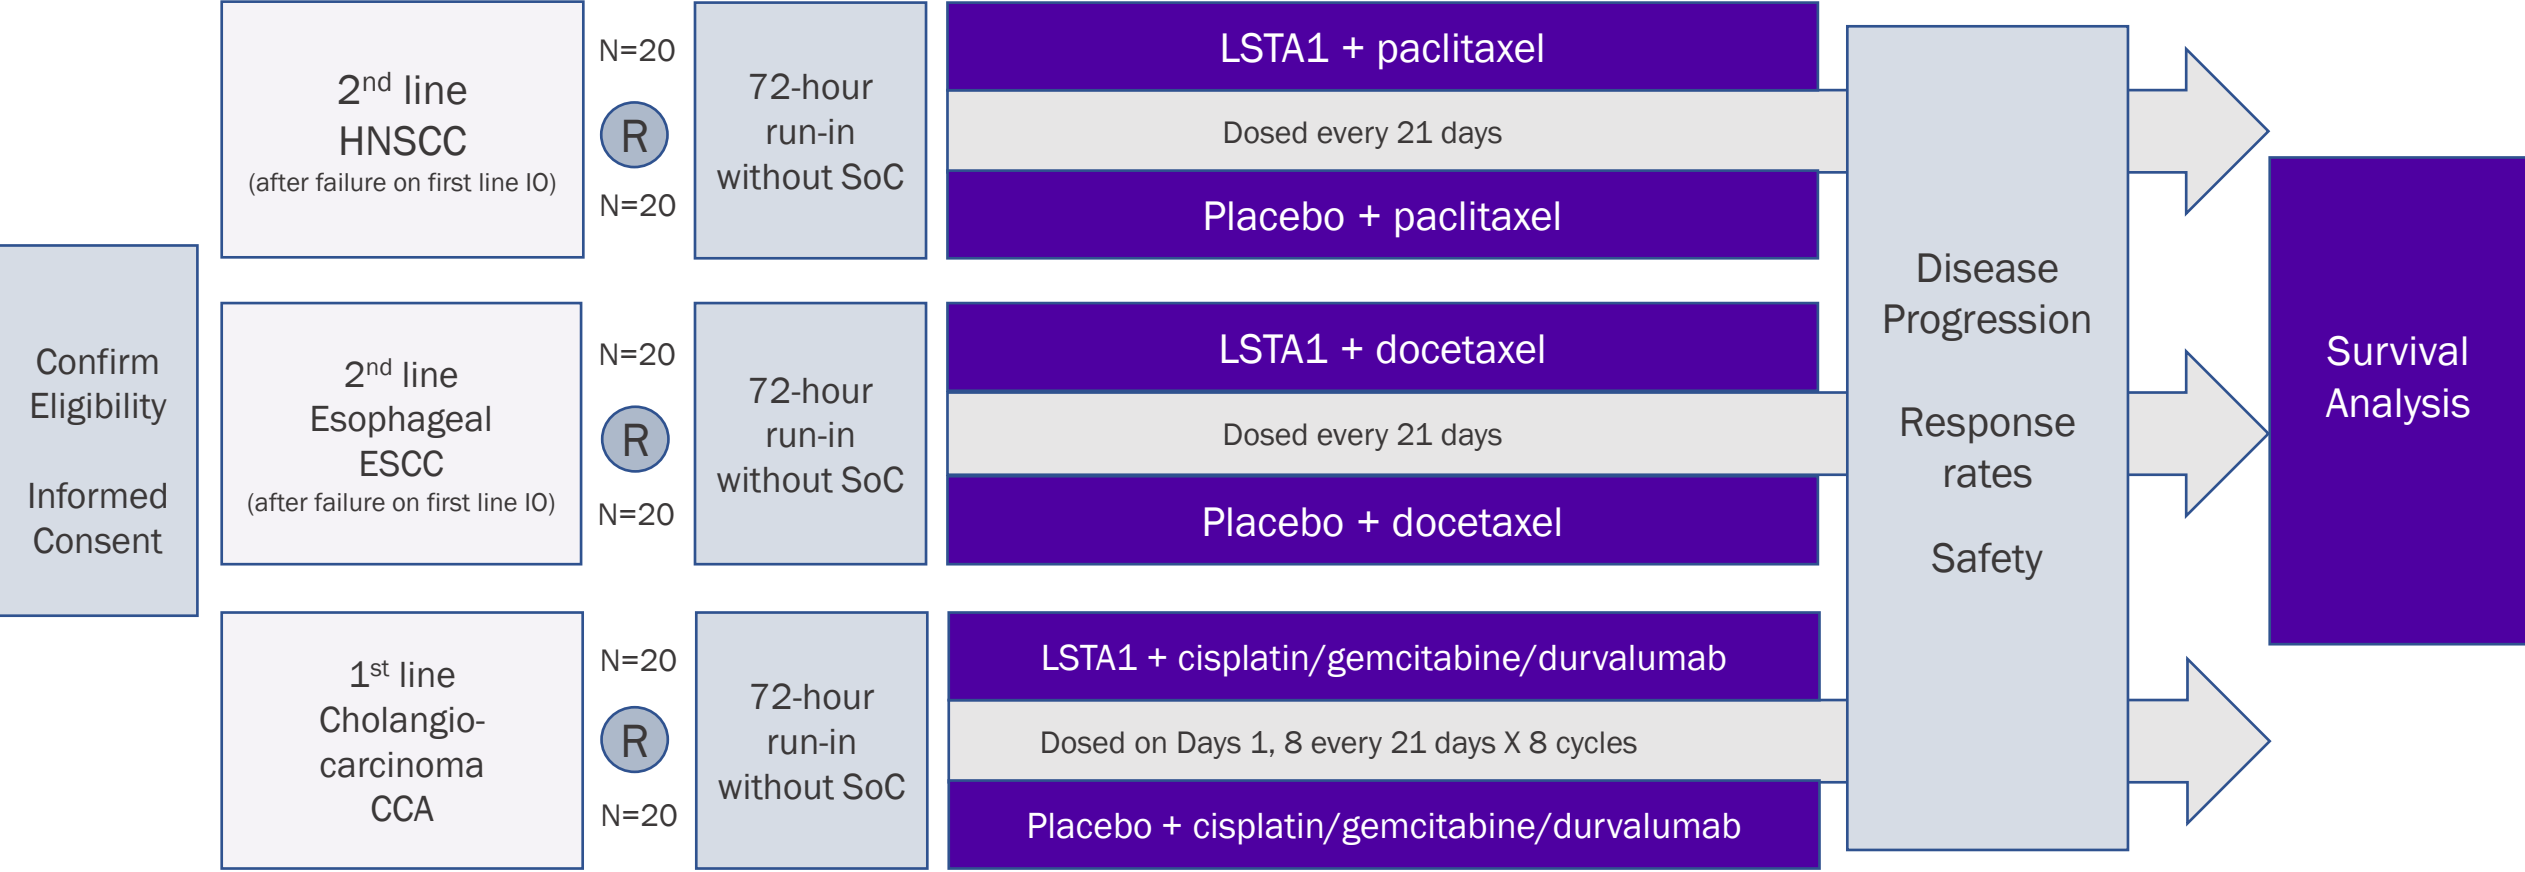 Confirm
Eligibility
Informed
Consent
2nd line
HNSCC
(after failure on first line IO)
N=20
R
N=20
72-hour
run-in
without SoC
LSTA1 + paclitaxel
Dosed every 21 days
Placebo + paclitaxel
2nd line
Esophageal
ESCC
(after failure on first line IO)
N=20
R
N=20
72-hour
run-in
without SoC
LSTA1 + docetaxel
Dosed every 21 days
Placebo + docetaxel
1st line
Cholangio-
carcinoma
CCA
N=20
R
N=20
72-hour
run-in
without SoC
LSTA1 + cisplatin/gemcitabine/durvalumab
Dosed on Days 1, 8 every 21 days X 8 cycles
Placebo + cisplatin/gemcitabine/durvalumab
Disease
Progression
Response
rates
Safety
Survival
Analysis